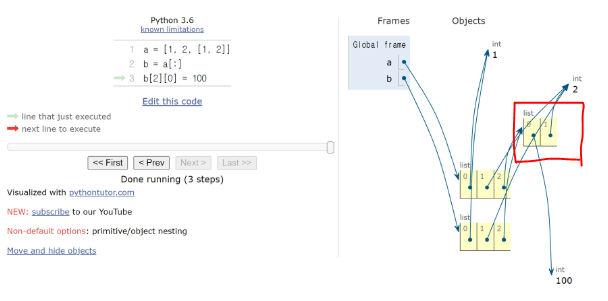 Python 3.6
known limitations
1 a = [1, 2, [1, 2]]
2 b = a[:]
3 b[2][0] = 100
Edit this code
line that just executed
next line to execute
<< First
< Prev
Next >
Last >>
Done running (3 steps)
Visualized with pythontutor.com
NEW: subscribe to our YouTube
Non-default options: primitive/object nesting
Move and hide objects
Frames
Objects
Global frame
a
b
int
1
int
2
list
0 1
list
0 1 2
list
0 1 2
int
100